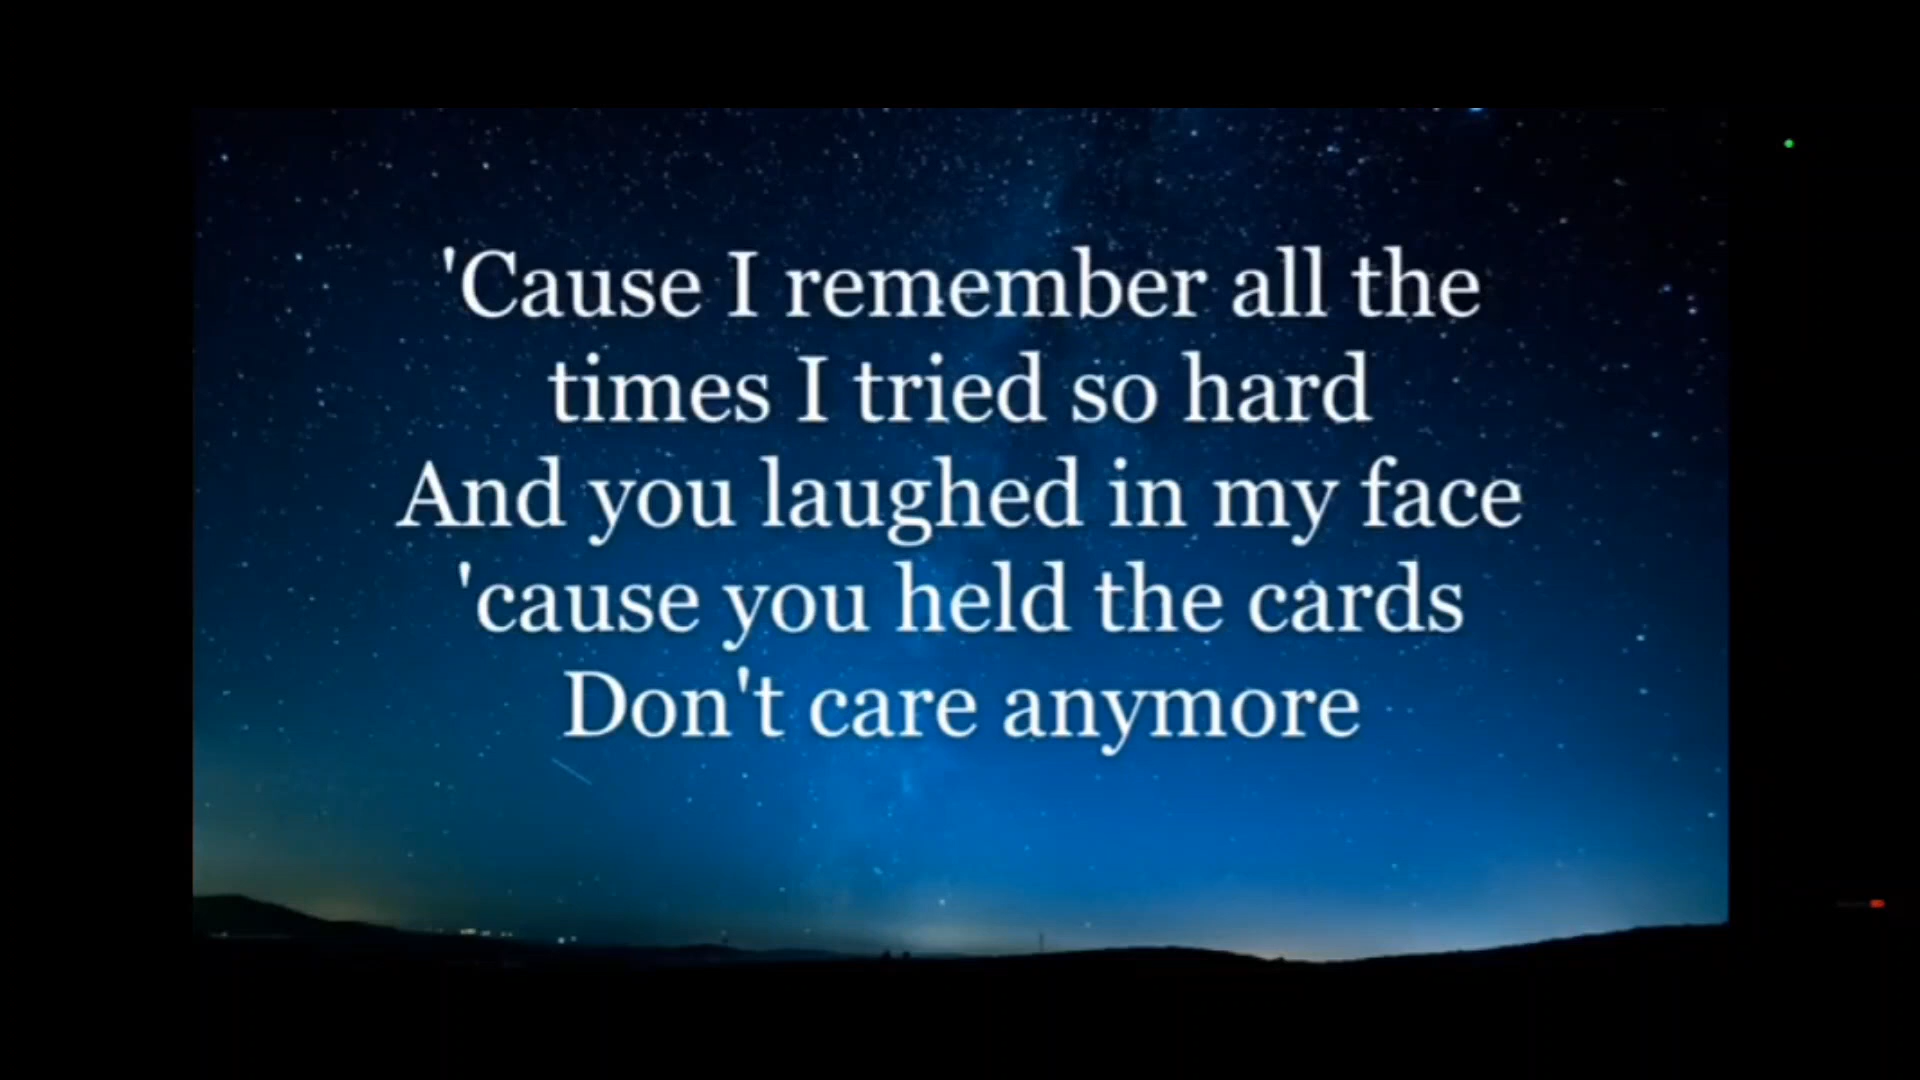 'Cause I remember all the
times I tried so hard
And you laughed in my face
'cause you held the cards
Don't care anymore